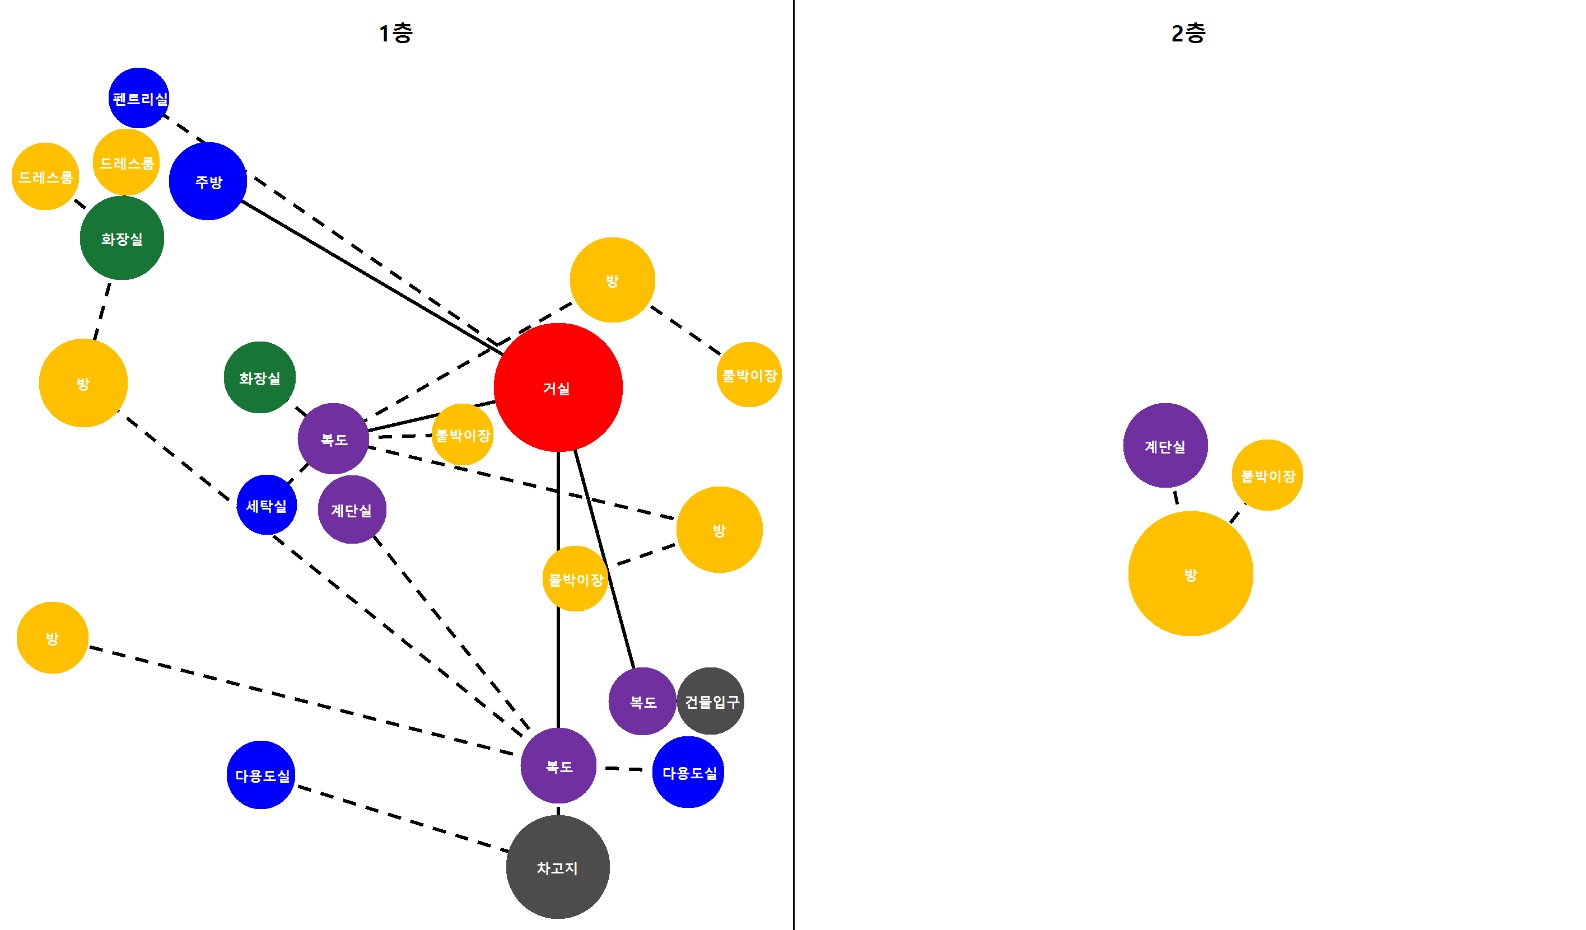 1층
펜트리실
드레스룸
드레스룸
주방
화장실
방
방
화장실
거실
붙박이장
복도
붙박이장
세탁실
계단실
방
붙박이장
방
복도
건물입구
다용도실
복도
다용도실
차고지
2층
계단실
붙박이장
방